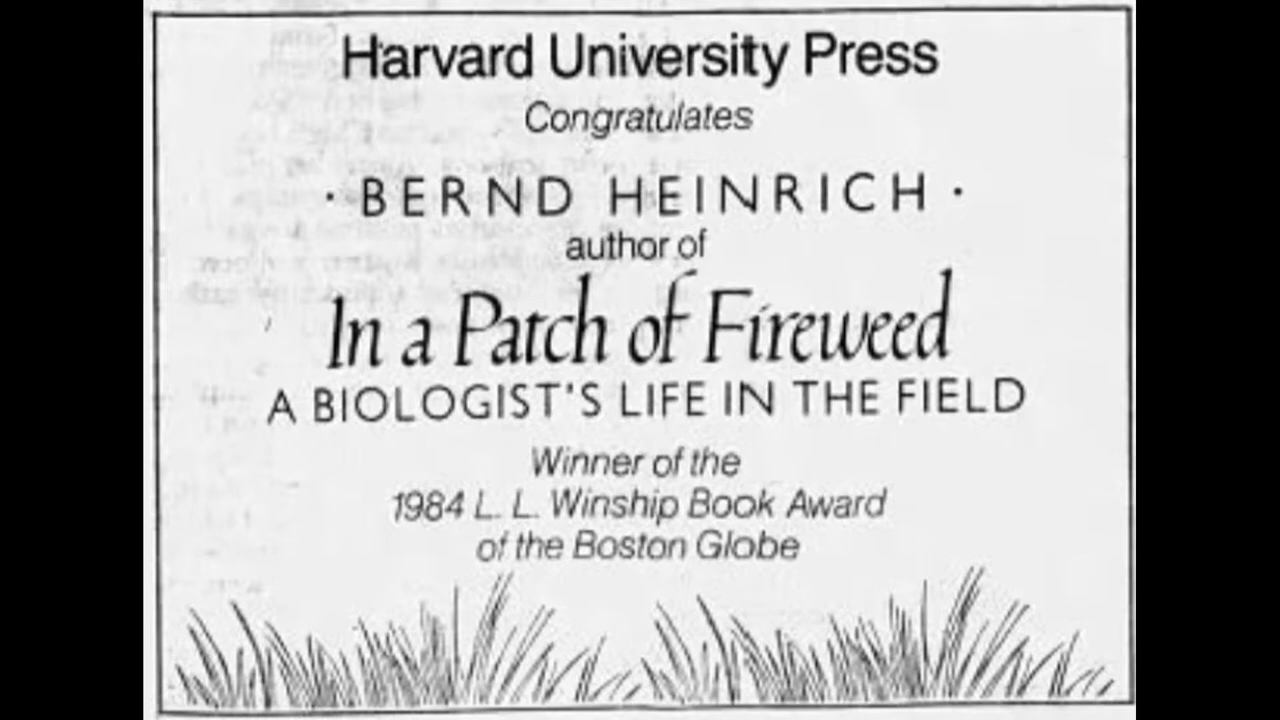 Harvard University Press
Congratulates
· BERND HEINRICH ·
author of
In a Patch of Fireweed
A BIOLOGIST'S LIFE IN THE FIELD
Winner of the
1984 L. L. Winship Book Award
of the Boston Globe